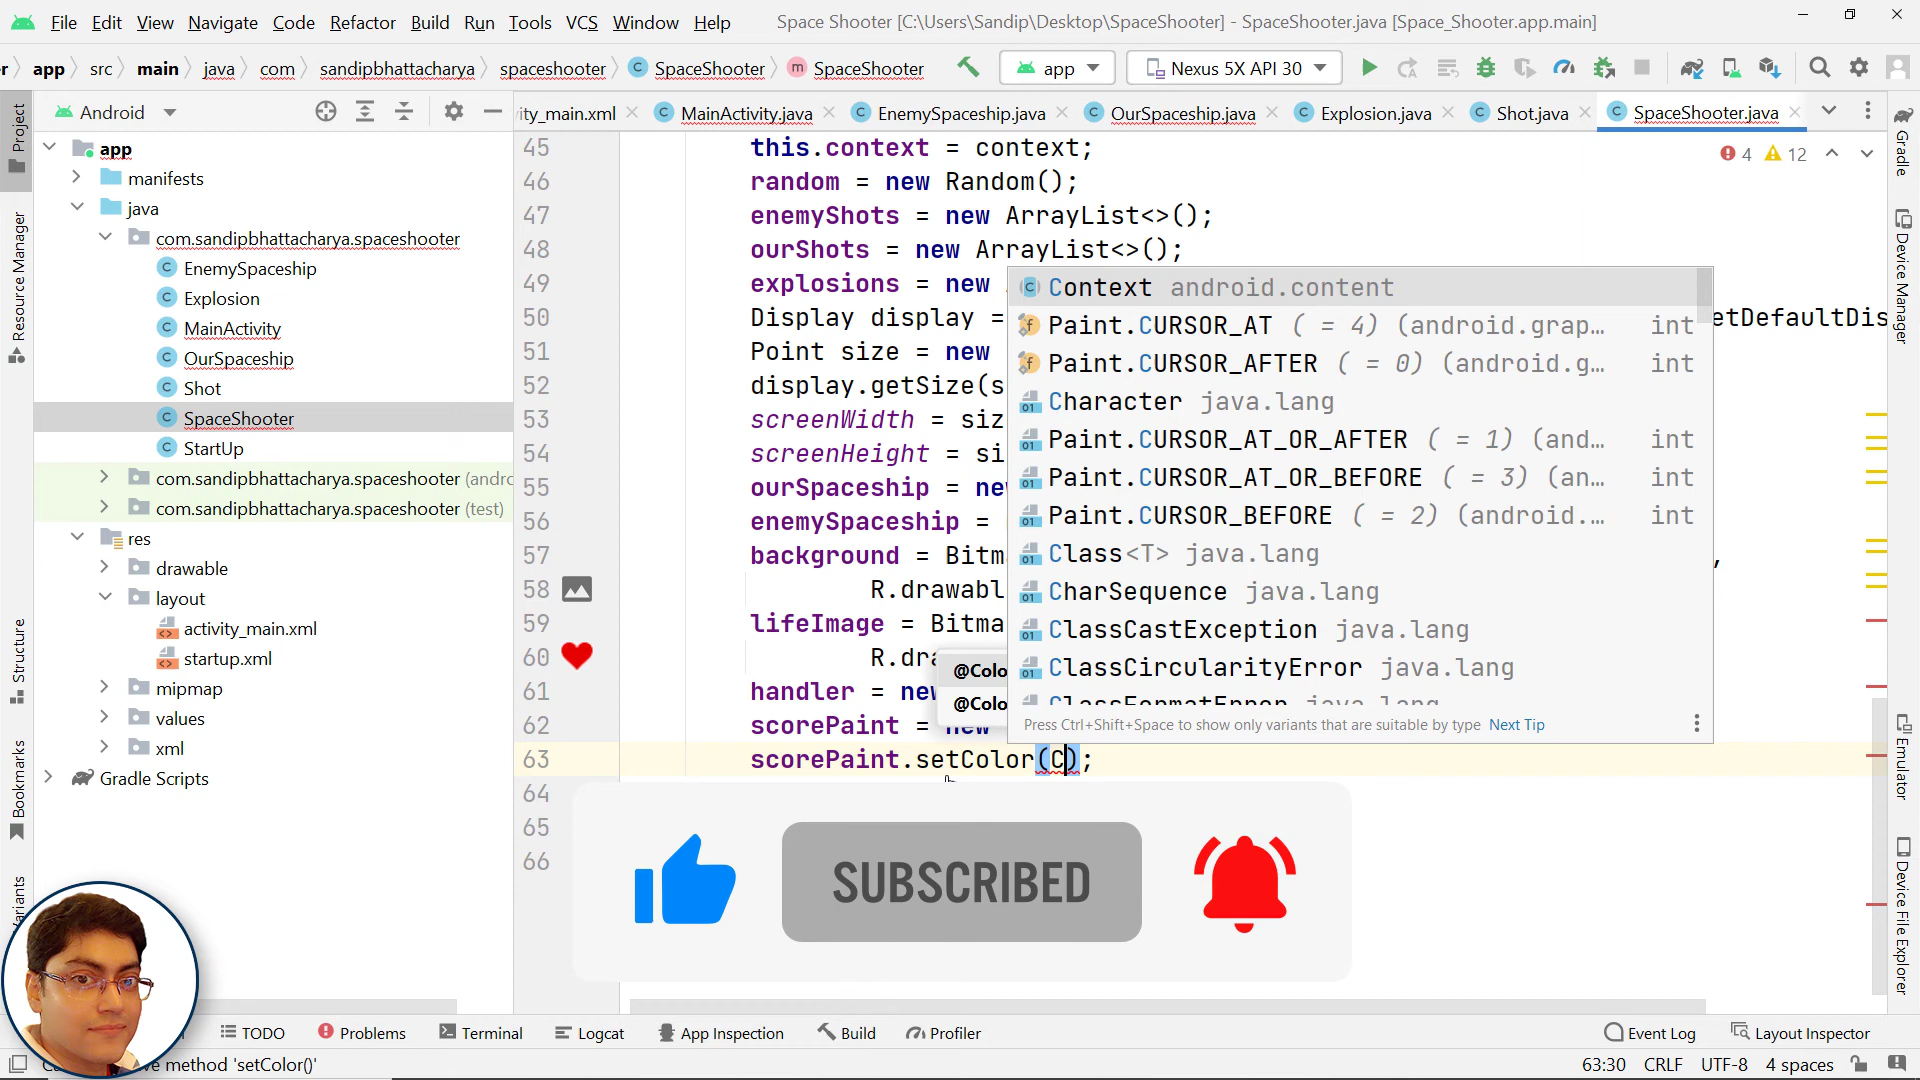 File Edit View Navigate Code Refactor Build Run Tools VCS Window Help Space Shooter [C:\Users\Sandip\Desktop\SpaceShooter] - SpaceShooter.java [Space_Shooter.app.main]
r app src main java com sandipbhattacharya spaceshooter SpaceShooter SpaceShooter app Nexus 5X API 30
Android ity_main.xml MainActivity.java EnemySpaceship.java OurSpaceship.java Explosion.java Shot.java SpaceShooter.java
Project
Resource Manager
Structure
Bookmarks
app
manifests
java
com.sandipbhattacharya.spaceshooter
EnemySpaceship
Explosion
MainActivity
OurSpaceship
Shot
SpaceShooter
StartUp
com.sandipbhattacharya.spaceshooter (andro
com.sandipbhattacharya.spaceshooter (test)
res
drawable
layout
activity_main.xml
startup.xml
mipmap
values
xml
Gradle Scripts
4 12
45 this.context = context;
46 random = new Random();
47 enemyShots = new ArrayList<>();
48 ourShots = new ArrayList<>();
49 explosions = new
50 Display display = etDefaultDis
51 Point size = new
52 display.getSize(s
53 screenWidth = siz
54 screenHeight = si
55 ourSpaceship = new
56 enemySpaceship =
57 background = Bitm ,
58 R.drawabl
59 lifeImage = Bitma
60 R.dra
61 handler = new
62 scorePaint = new
63 scorePaint.setColor(C);
64
65
66
@Colo
@Colo
Context android.content
Paint.CURSOR_AT ( = 4) (android.grap... int
Paint.CURSOR_AFTER ( = 0) (android.g... int
Character java.lang
Paint.CURSOR_AT_OR_AFTER ( = 1) (and... int
Paint.CURSOR_AT_OR_BEFORE ( = 3) (an... int
Paint.CURSOR_BEFORE ( = 2) (android.... int
Class<T> java.lang
CharSequence java.lang
ClassCastException java.lang
ClassCircularityError java.lang
ClassFormatError java.lang
Press Ctrl+Shift+Space to show only variants that are suitable by type Next Tip
SUBSCRIBED
Gradle
Device Manager
Emulator
Device File Explorer
TODO Problems Terminal Logcat App Inspection Build Profiler Event Log Layout Inspector
ve method 'setColor()' 63:30 CRLF UTF-8 4 spaces